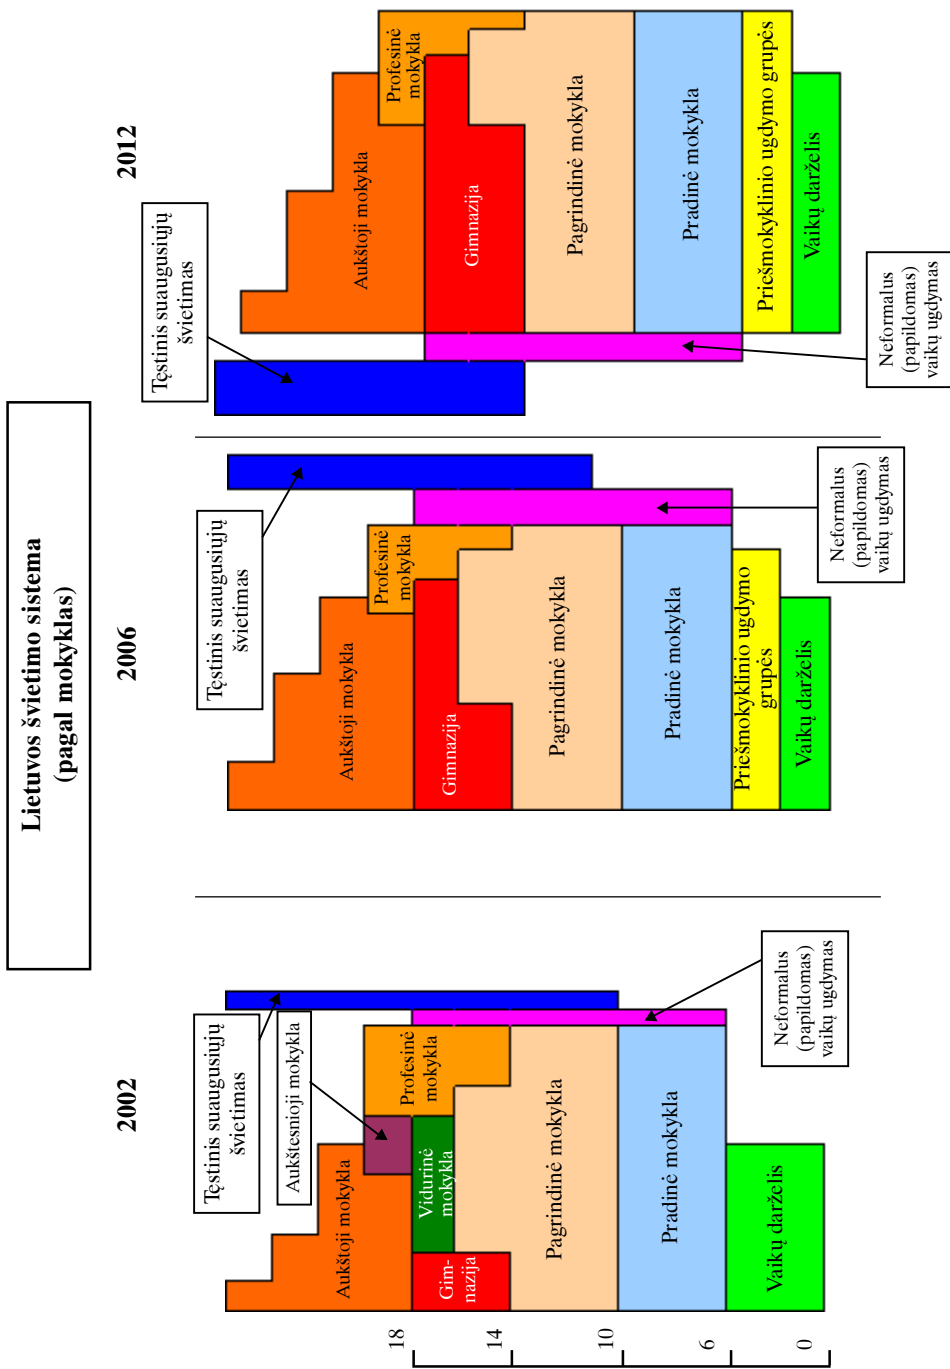 Lietuvos švietimo sistema
(pagal mokyklas)
2002
2006
2012
Tęstinis suaugusiųjų
švietimas
Aukštesnioji mokykla
Aukštoji mokykla
Profesinė
mokykla
Vidurinė
mokykla
Gim-
nazija
Pagrindinė mokykla
Pradinė mokykla
Vaikų darželis
Neformalus
(papildomas)
vaikų ugdymas
18
14
10
6
0
Tęstinis suaugusiųjų
švietimas
Aukštoji mokykla
Profesinė
mokykla
Gimnazija
Pagrindinė mokykla
Pradinė mokykla
Priešmokyklinio ugdymo
grupės
Vaikų darželis
Neformalus
(papildomas)
vaikų ugdymas
Tęstinis suaugusiųjų
švietimas
Aukštoji mokykla
Profesinė
mokykla
Gimnazija
Pagrindinė mokykla
Pradinė mokykla
Priešmokyklinio ugdymo grupės
Vaikų darželis
Neformalus
(papildomas)
vaikų ugdymas